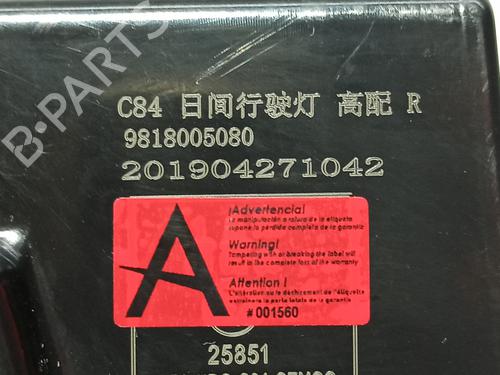 B-PARTS
C84 日间行驶灯 高配 R
9818005080
201904271042
¡Advertencia!
La manipulación o rotura de la etiqueta
supone la pérdida completa de la garantía
Warning!
Tampering with or breaking the label will
result in the complete loss of the warranty
Attention !
L'altération ou le déchirement de l'étiquette
entraînera la perte totale de la garantie
A
# 001560
25851